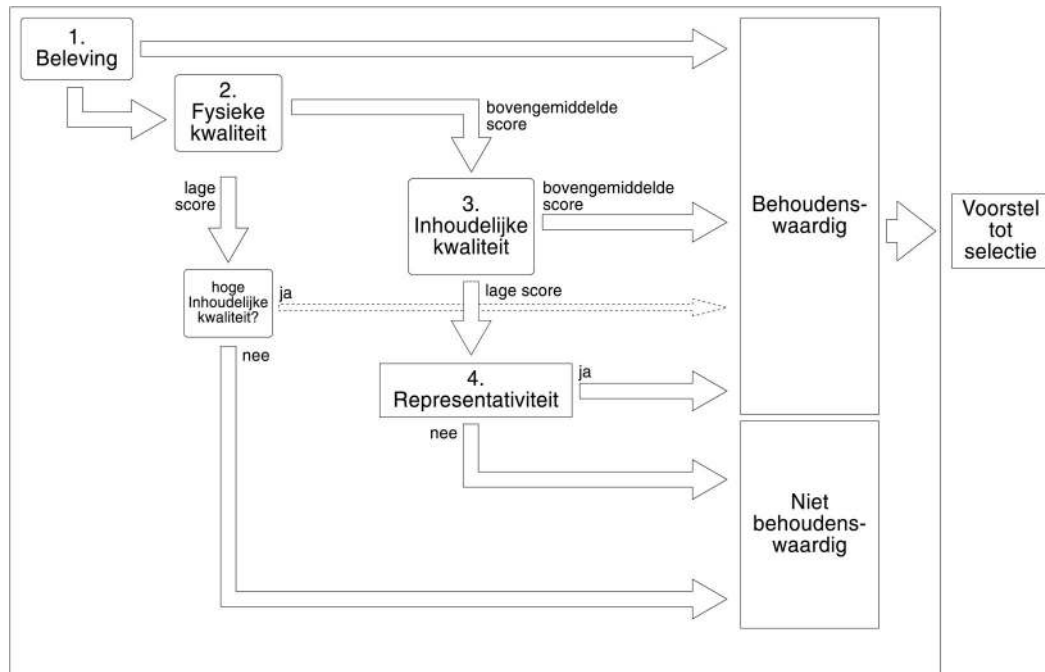 1.
Beleving
2.
Fysieke
kwaliteit
bovengemiddelde
score
lage
score
3.
Inhoudelijke
kwaliteit
bovengemiddelde
score
Behoudens-
waardig
Voorstel
tot
selectie
hoge
Inhoudelijke
kwaliteit?
ja
lage score
nee
4.
Representativiteit
ja
nee
Niet
behoudens-
waardig